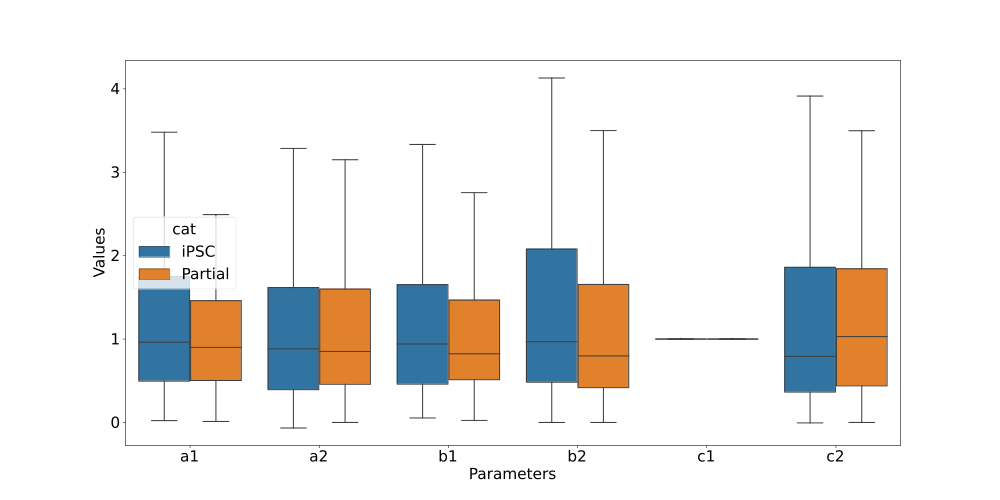 4
3
2
1
0
Values
cat
iPSC
Partial
a1 a2 b1 b2 c1 c2
Parameters